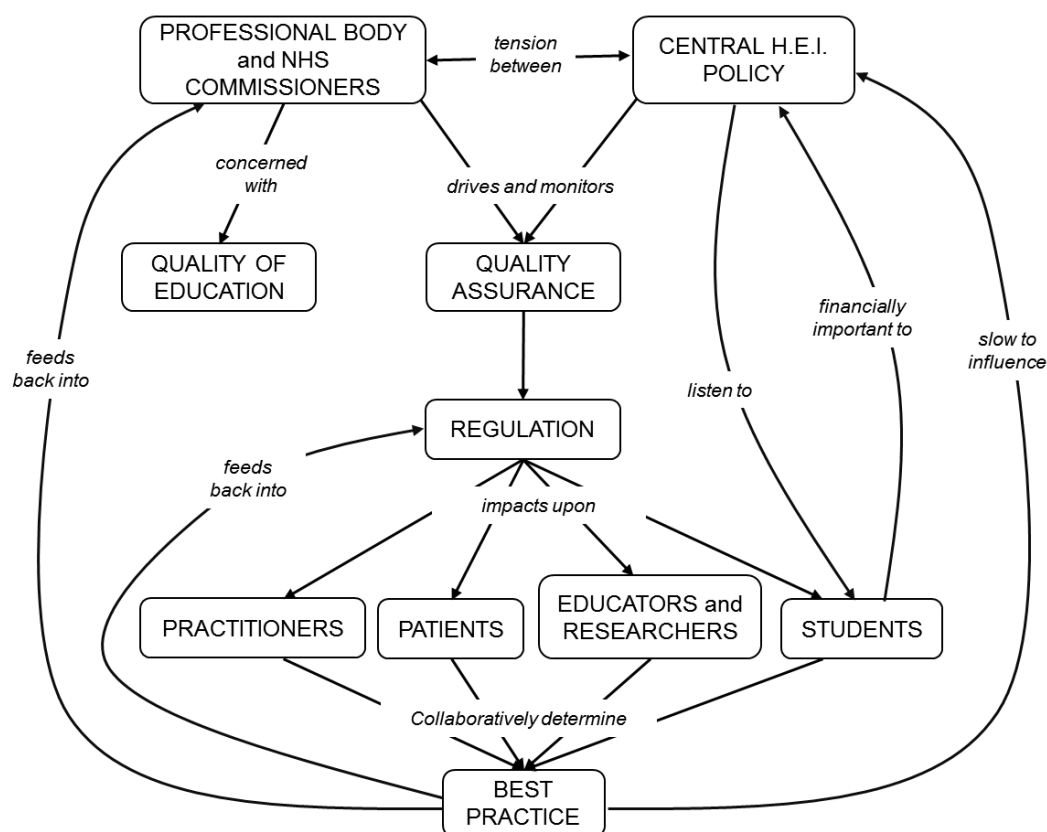 PROFESSIONAL BODY
and NHS
COMMISSIONERS
tension
between
CENTRAL H.E.I.
POLICY
concerned
with
drives and monitors
QUALITY OF
EDUCATION
QUALITY
ASSURANCE
feeds
back into
financially
important to
slow to
influence
listen to
REGULATION
feeds
back into
impacts upon
PRACTITIONERS
PATIENTS
EDUCATORS and
RESEARCHERS
STUDENTS
Collaboratively determine
BEST
PRACTICE